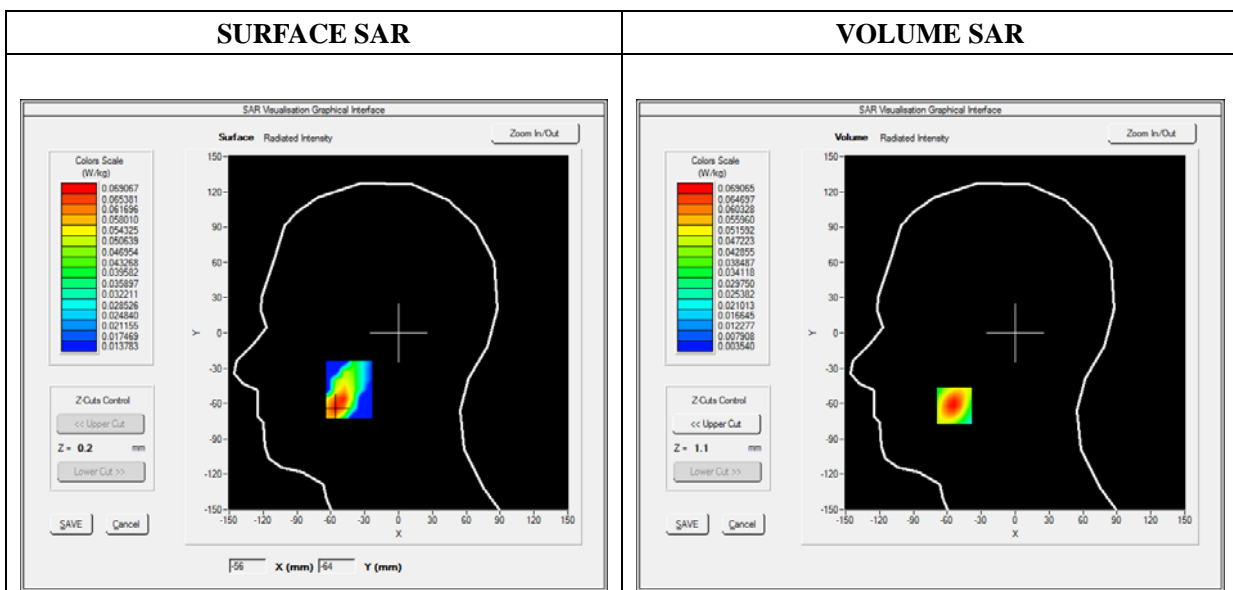 SURFACE SAR
VOLUME SAR
SAR Visualisation Graphical Interface
Surface Radiated Intensity
Zoom In/Out
Colors Scale
(W/kg)
0.069067
0.065381
0.061696
0.058010
0.054325
0.050639
0.046954
0.043268
0.039582
0.035897
0.032211
0.028526
0.024840
0.021155
0.017469
0.013783
Z-Cuts Control
<< Upper Cut
Z = 0.2 mm
Lower Cut >>
SAVE Cancel
150
120
90
60
30
Y 0
-30
-60
-90
-120
-150
-150 -120 -90 -60 -30 0 30 60 90 120 150
X
-56 X (mm) -64 Y (mm)
SAR Visualisation Graphical Interface
Volume Radiated Intensity
Zoom In/Out
Colors Scale
(W/kg)
0.069065
0.064697
0.060328
0.055960
0.051592
0.047223
0.042855
0.038487
0.034118
0.029750
0.025382
0.021013
0.016645
0.012277
0.007908
0.003540
Z-Cuts Control
<< Upper Cut
Z = 1.1 mm
Lower Cut >>
SAVE Cancel
150
120
90
60
30
Y 0
-30
-60
-90
-120
-150
-150 -120 -90 -60 -30 0 30 60 90 120 150
X